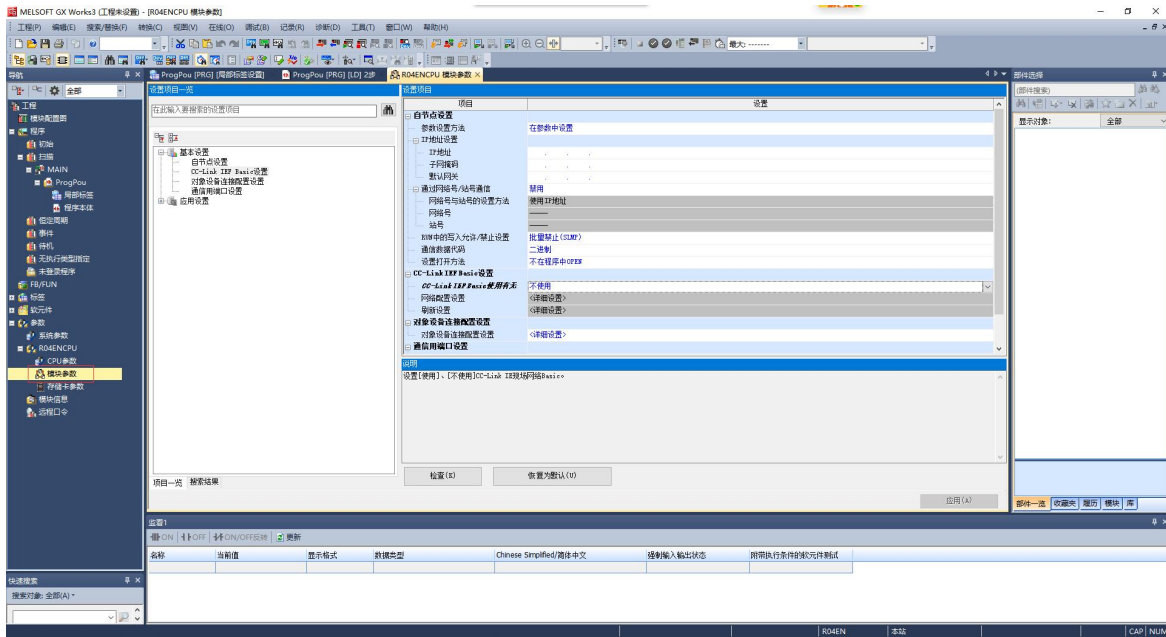 MELSOFT GX Works3 (工程未设置) - [R04ENCPU 模块参数]
工程(P) 编辑(E) 搜索/替换(F) 转换(C) 视图(V) 在线(O) 调试(B) 记录(R) 诊断(D) 工具(T) 窗口(W) 帮助(H)
最大: -------
导航
ProgPou [PRG] [局部标签设置]
ProgPou [PRG] [LD] 2步
R04ENCPU 模块参数
部件选择
全部
工程
模块配置图
程序
初始
扫描
MAIN
ProgPou
局部标签
程序本体
恒定周期
事件
待机
无执行类型指定
未登录程序
FB/FUN
标签
软元件
参数
系统参数
R04ENCPU
CPU参数
模块参数
存储卡参数
模块信息
远程口令
设置项目一览
在此输入要搜索的设置项目
基本设置
自节点设置
CC-Link IEF Basic设置
对象设备连接配置设置
通信用端口设置
应用设置
项目一览 搜索结果
设置项目
项目 设置
自节点设置
参数设置方法 在参数中设置
IP地址设置
IP地址 . . .
子网掩码 . . .
默认网关 . . .
通过网络号/站号通信 禁用
网络号与站号的设置方法 使用IP地址
网络号 ——
站号 ——
RUN中的写入允许/禁止设置 批量禁止(SLMP)
通信数据代码 二进制
设置打开方法 不在程序中OPEN
CC-Link IEF Basic设置
CC-Link IEF Basic使用有无 不使用
网络配置设置 <详细设置>
刷新设置 <详细设置>
对象设备连接配置设置
对象设备连接配置设置 <详细设置>
通信用端口设置
说明
设置[使用]、[不使用]CC-Link IE现场网络Basic。
检查(K) 恢复为默认(U)
应用(A)
(部件搜索)
显示对象: 全部
部件一览 收藏夹 履历 模块 库
监看1
ON OFF ON/OFF反转 更新
名称 当前值 显示格式 数据类型 Chinese Simplified/简体中文 强制输入输出状态 附带执行条件的软元件测试
快速搜索
搜索对象: 全部(A)
R04EN 本站 CAP NUM